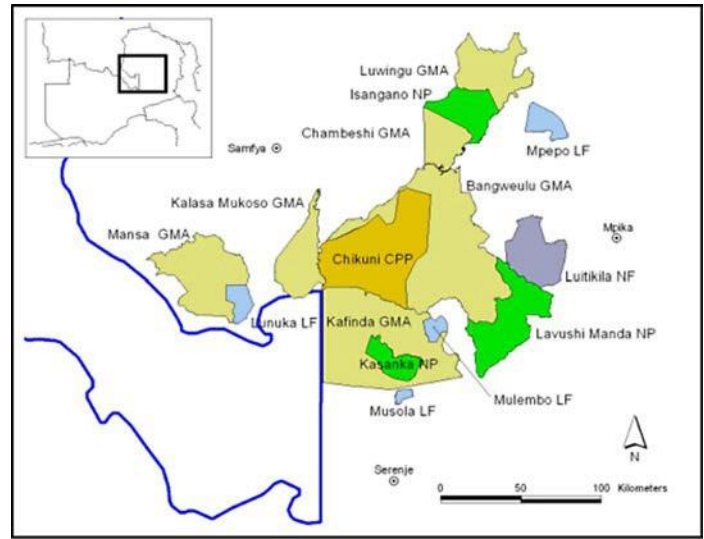 Luwingu GMA
Isangano NP
Chambeshi GMA
Mpepo LF
Samfya
Bangweulu GMA
Kalasa Mukoso GMA
Mansa GMA
Mpika
Chikuni CPP
Luitikila NF
Lunuka LF
Kafinda GMA
Lavushi Manda NP
Kasanka NP
Mulembo LF
Musola LF
N
Serenje
0 50 100 Kilometers